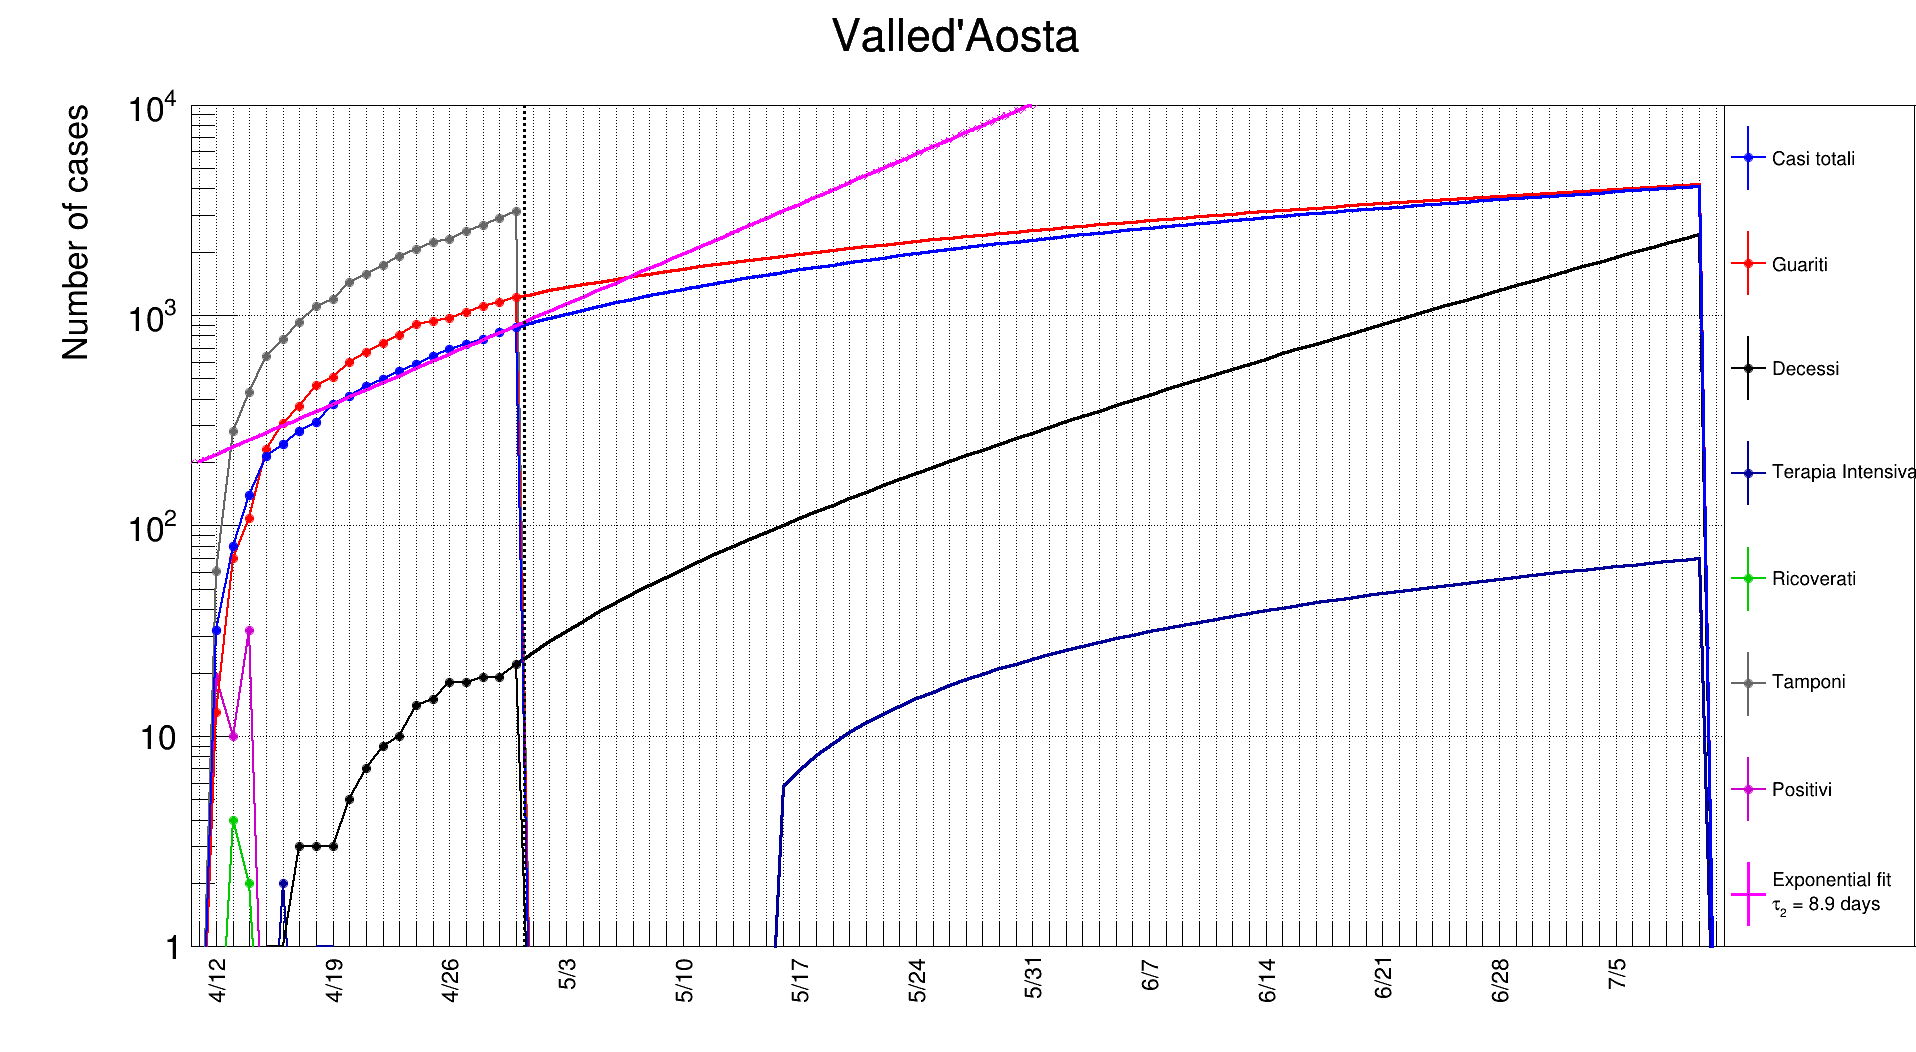 Valled'Aosta
Number of cases
10^4
10^3
10^2
10
1
4/12
4/19
4/26
5/3
5/10
5/17
5/24
5/31
6/7
6/14
6/21
6/28
7/5
Casi totali
Guariti
Decessi
Terapia Intensiva
Ricoverati
Tamponi
Positivi
Exponential fit
τ₂ = 8.9 days